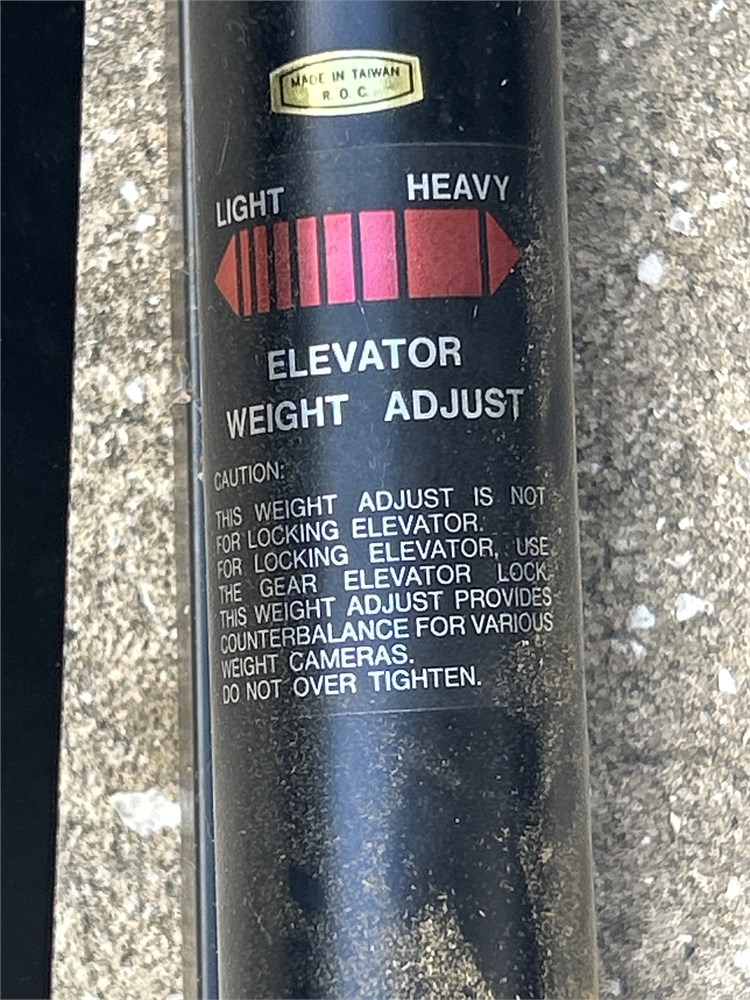 MADE IN TAIWAN
R. O. C.
LIGHT HEAVY
ELEVATOR
WEIGHT ADJUST
CAUTION:
THIS WEIGHT ADJUST IS NOT
FOR LOCKING ELEVATOR.
FOR LOCKING ELEVATOR, USE
THE GEAR ELEVATOR LOCK.
THIS WEIGHT ADJUST PROVIDES
COUNTERBALANCE FOR VARIOUS
WEIGHT CAMERAS.
DO NOT OVER TIGHTEN.